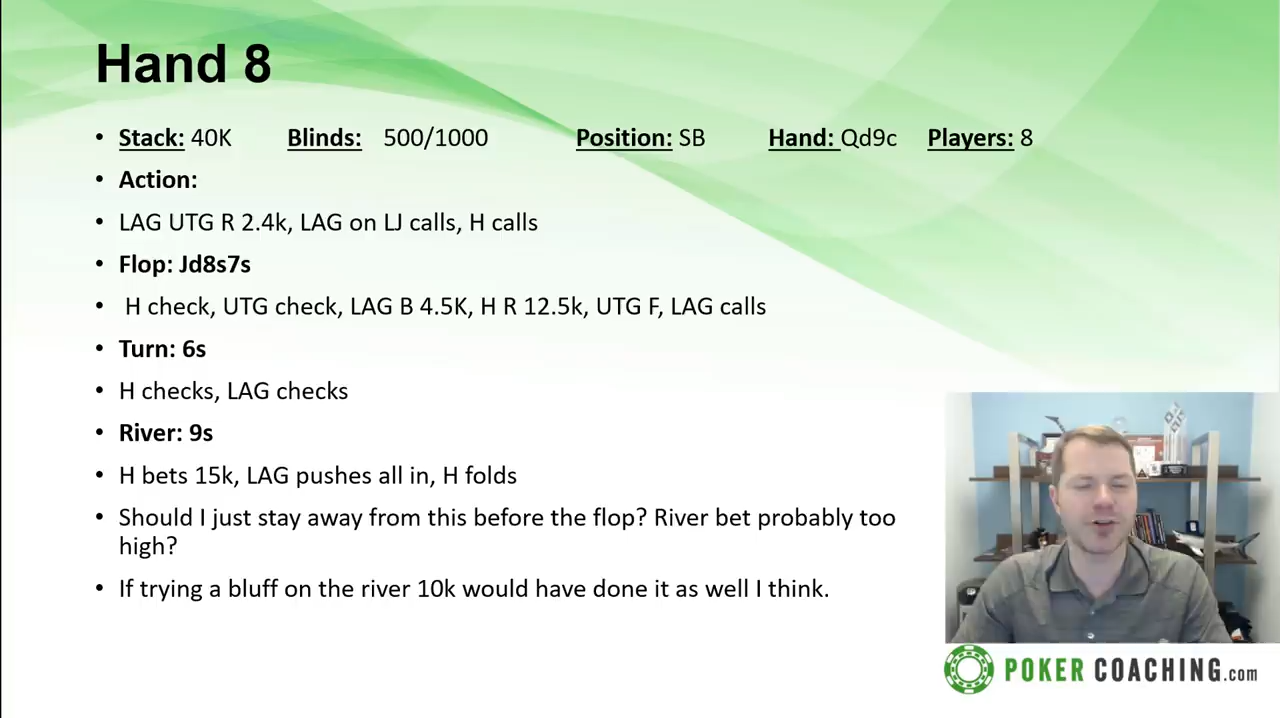 Hand 8
• Stack: 40K Blinds: 500/1000 Position: SB Hand: Qd9c Players: 8
• Action:
• LAG UTG R 2.4k, LAG on LJ calls, H calls
• Flop: Jd8s7s
• H check, UTG check, LAG B 4.5K, H R 12.5k, UTG F, LAG calls
• Turn: 6s
• H checks, LAG checks
• River: 9s
• H bets 15k, LAG pushes all in, H folds
• Should I just stay away from this before the flop? River bet probably too
high?
• If trying a bluff on the river 10k would have done it as well I think.
POKER COACHING.com